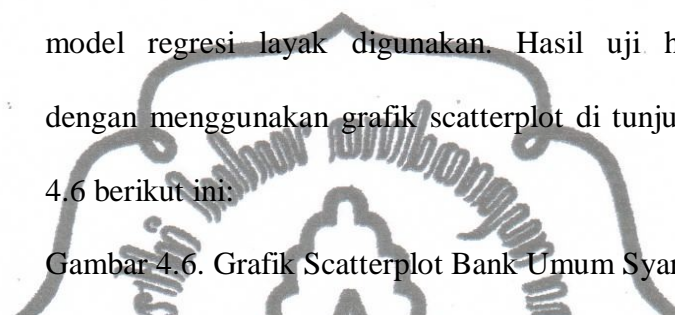 model regresi layak digunakan. Hasil uji h
dengan menggunakan grafik scatterplot di tunju
4.6 berikut ini:
Gambar 4.6. Grafik Scatterplot Bank Umum Syar